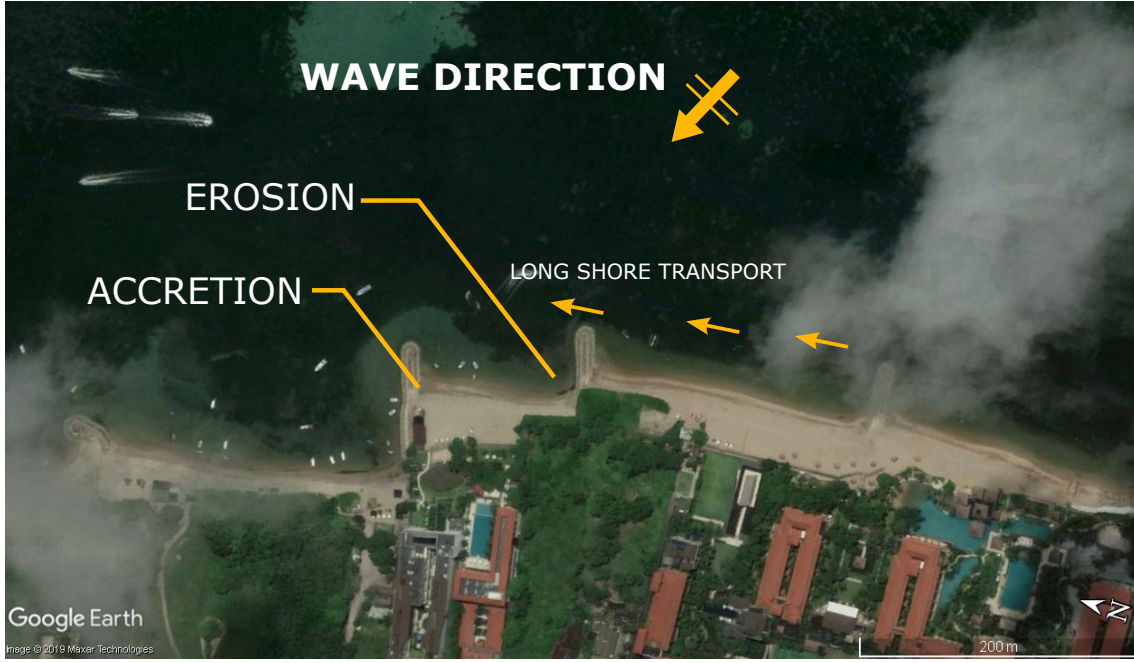 WAVE DIRECTION
EROSION
LONG SHORE TRANSPORT
ACCRETION
N
Google Earth
Image © 2019 Maxar Technologies
200 m